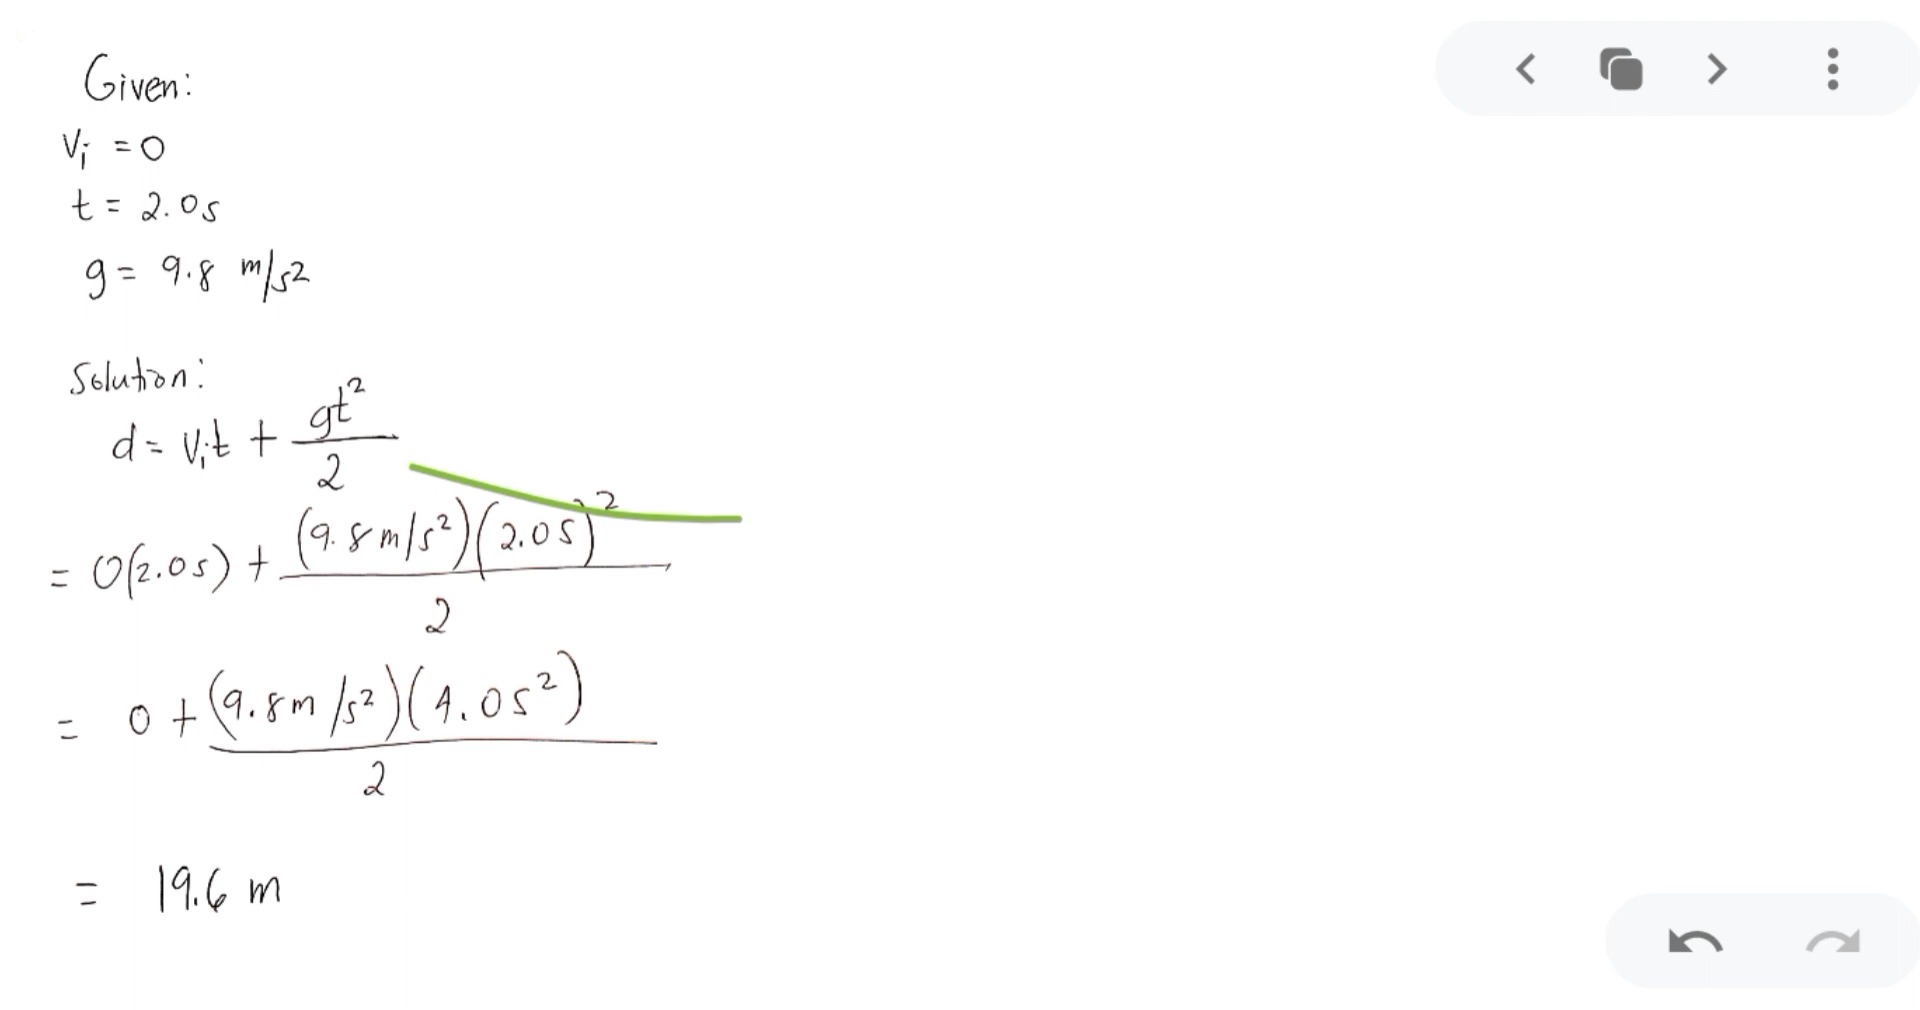 Given:
Vi = 0
t = 2.0s
g = 9.8 m/s2
Solution:
d = Vit + gt²/2
= 0(2.0s) + (9.8m/s²)(2.0s)²/2
= 0 + (9.8m/s²)(4.0s²)/2
= 19.6 m